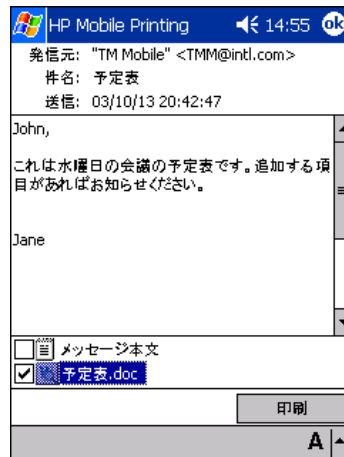 HP Mobile Printing 14:55 ok
発信元: "TM Mobile" <TMM@intl.com>
件名: 予定表
送信: 03/10/13 20:42:47
John,
これは水曜日の会議の予定表です。追加する項
目があればお知らせください。
Jane
メッセージ本文
予定表.doc
印刷
A